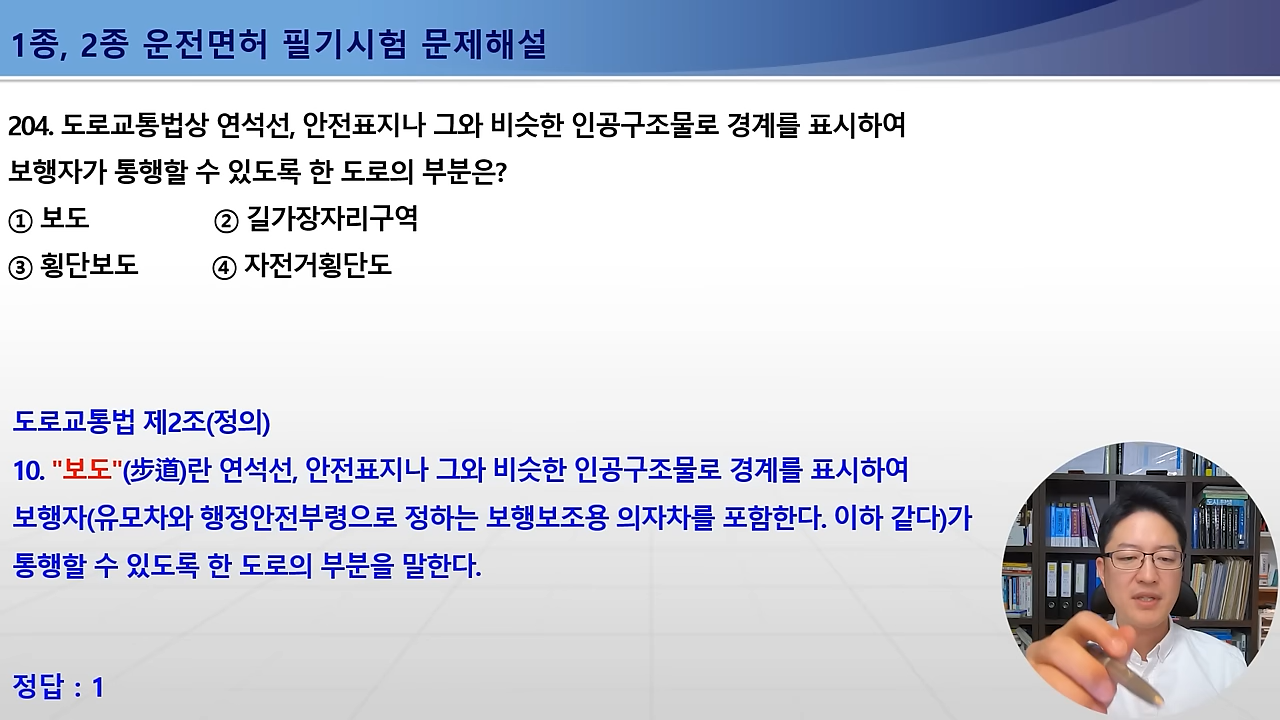 1종, 2종 운전면허 필기시험 문제해설
204. 도로교통법상 연석선, 안전표지나 그와 비슷한 인공구조물로 경계를 표시하여
보행자가 통행할 수 있도록 한 도로의 부분은?
① 보도 ② 길가장자리구역
③ 횡단보도 ④ 자전거횡단도
도로교통법 제2조(정의)
10. "보도"(步道)란 연석선, 안전표지나 그와 비슷한 인공구조물로 경계를 표시하여
보행자(유모차와 행정안전부령으로 정하는 보행보조용 의자차를 포함한다. 이하 같다)가
통행할 수 있도록 한 도로의 부분을 말한다.
정답 : 1